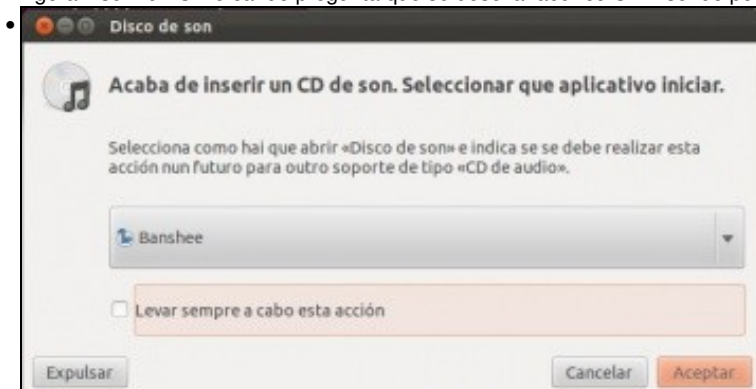 Disco de son
Acaba de inserir un CD de son. Seleccionar que aplicativo iniciar.
Selecciona como hai que abrir «Disco de son» e indica se se debe realizar esta
acción nun futuro para outro soporte de tipo «CD de audio».
Banshee
Levar sempre a cabo esta acción
Expulsar Cancelar Aceptar